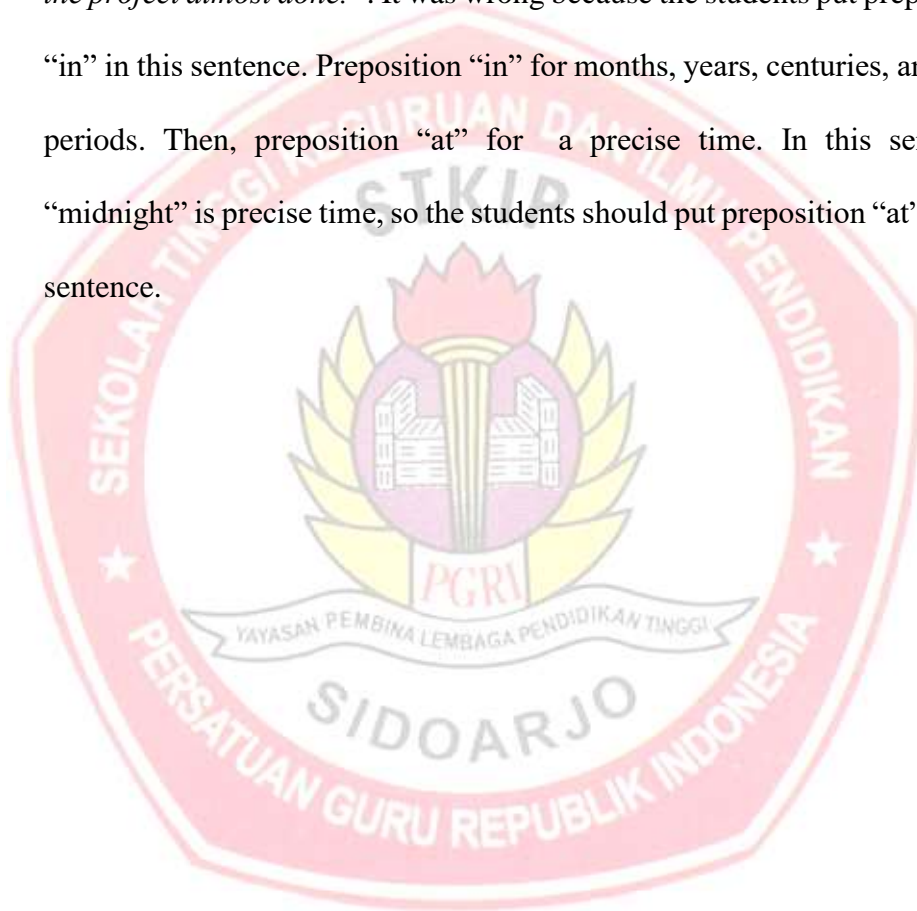 the project almost done.". It was wrong because the students put
"in" in this sentence. Preposition "in" for months, years, centuries,
periods. Then, preposition "at" for a precise time. In this
"midnight" is precise time, so the students should put preposition "at"
sentence.
SEKOLAH TINGGI KEGURUAN DAN ILMU PENDIDIKAN
STKIP
PGRI
YAYASAN PEMBINA LEMBAGA PENDIDIKAN TINGGI
SIDOARJO
PERSATUAN GURU REPUBLIK INDONESIA